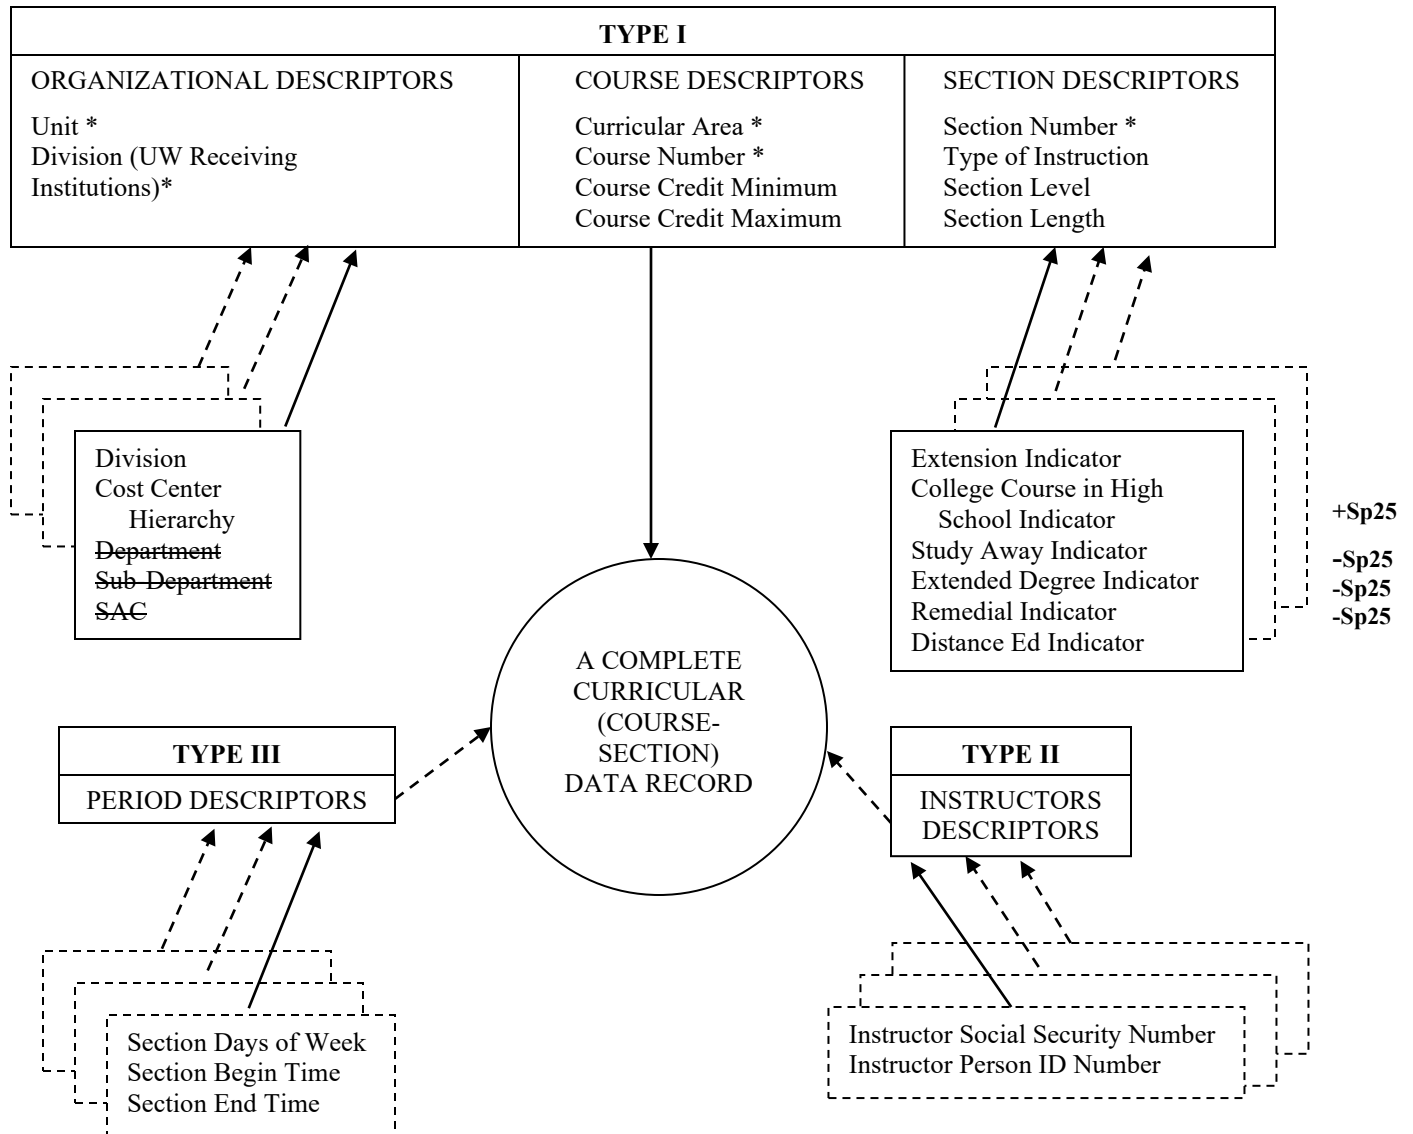 TYPE I
ORGANIZATIONAL DESCRIPTORS
Unit *
Division (UW Receiving
Institutions)*
COURSE DESCRIPTORS
Curricular Area *
Course Number *
Course Credit Minimum
Course Credit Maximum
SECTION DESCRIPTORS
Section Number *
Type of Instruction
Section Level
Section Length
Division
Cost Center
Hierarchy
Department
Sub-Department
SAC
Extension Indicator
College Course in High
School Indicator
Study Away Indicator
Extended Degree Indicator
Remedial Indicator
Distance Ed Indicator
+Sp25
-Sp25
-Sp25
-Sp25
A COMPLETE
CURRICULAR
(COURSE-
SECTION)
DATA RECORD
TYPE III
PERIOD DESCRIPTORS
TYPE II
INSTRUCTORS
DESCRIPTORS
Section Days of Week
Section Begin Time
Section End Time
Instructor Social Security Number
Instructor Person ID Number